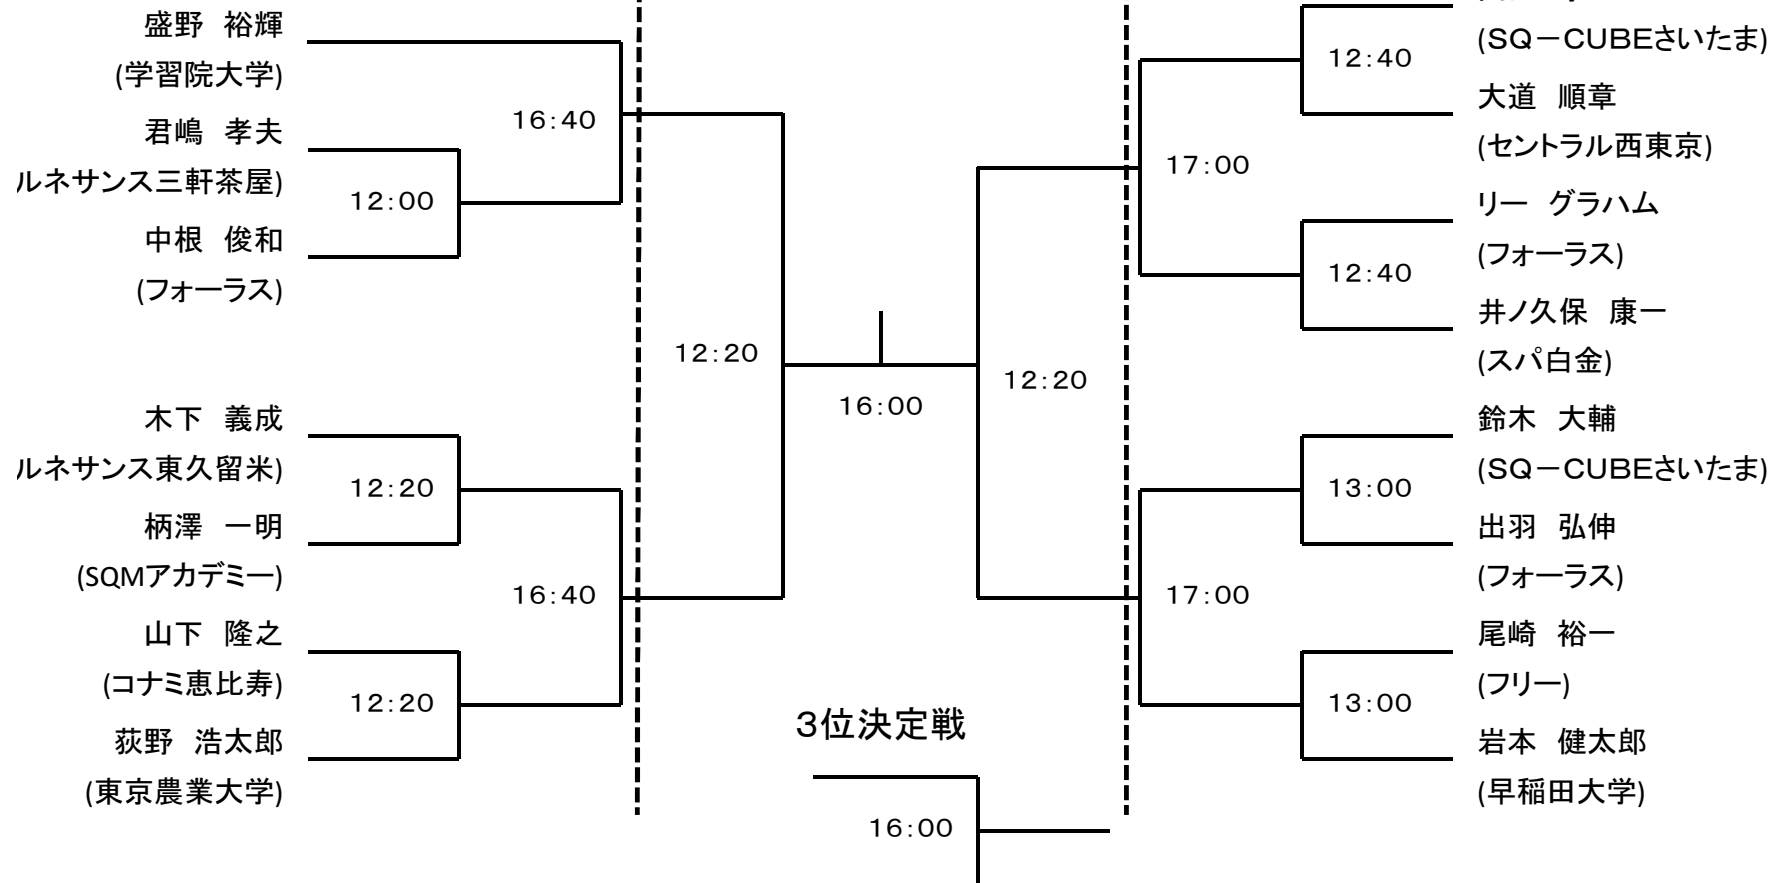 盛野　裕輝
(学習院大学)
16:40
君嶋　孝夫
ルネサンス三軒茶屋)
12:00
中根　俊和
(フォーラス)
12:20
木下　義成
ルネサンス東久留米)
12:20
柄澤　一明
(SQMアカデミー)
16:40
山下　隆之
(コナミ恵比寿)
12:20
荻野　浩太郎
(東京農業大学)
16:00
12:20
3位決定戦
16:00
(SQ－CUBEさいたま)
12:40
大道　順章
(セントラル西東京)
17:00
リー　グラハム
(フォーラス)
12:40
井ノ久保　康一
(スパ白金)
鈴木　大輔
(SQ－CUBEさいたま)
13:00
出羽　弘伸
(フォーラス)
17:00
尾崎　裕一
(フリー)
13:00
岩本　健太郎
(早稲田大学)